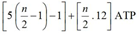 [5(n/2 −1)−1]+[n/2 .12] ATP